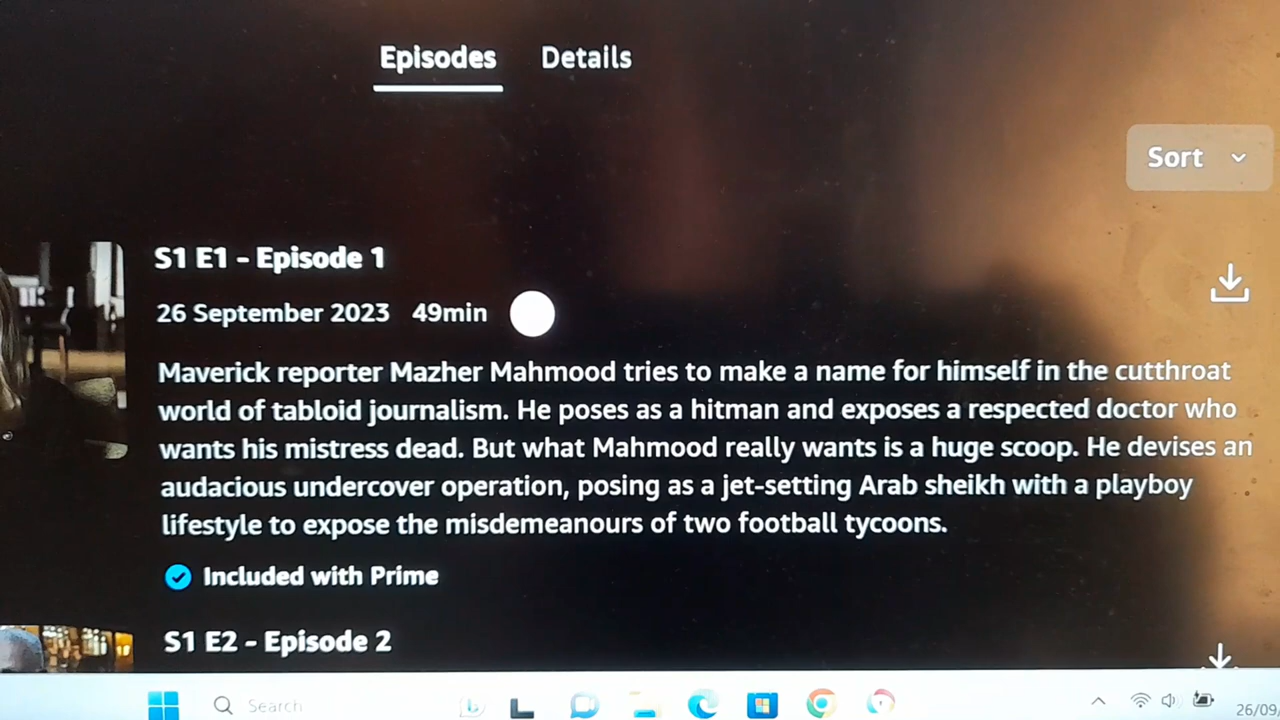 Episodes Details
Sort
S1 E1 - Episode 1
26 September 2023 49min
Maverick reporter Mazher Mahmood tries to make a name for himself in the cutthroat
world of tabloid journalism. He poses as a hitman and exposes a respected doctor who
wants his mistress dead. But what Mahmood really wants is a huge scoop. He devises an
audacious undercover operation, posing as a jet-setting Arab sheikh with a playboy
lifestyle to expose the misdemeanours of two football tycoons.
Included with Prime
S1 E2 - Episode 2
Search
26/09/